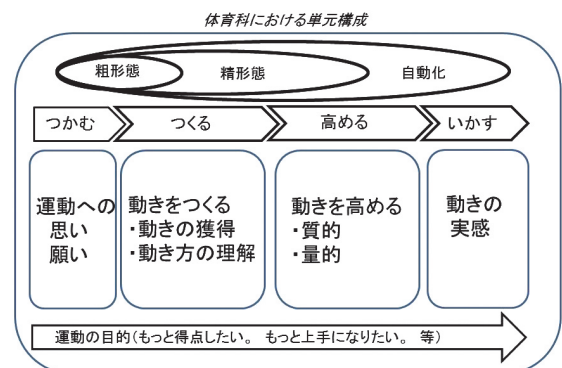 体育科における単元構成
粗形態
精形態
自動化
つかむ
つくる
高める
いかす
運動への
思い
願い
動きをつくる
・動きの獲得
・動き方の理解
動きを高める
・質的
・量的
動きの
実感
運動の目的(もっと得点したい。 もっと上手になりたい。 等)